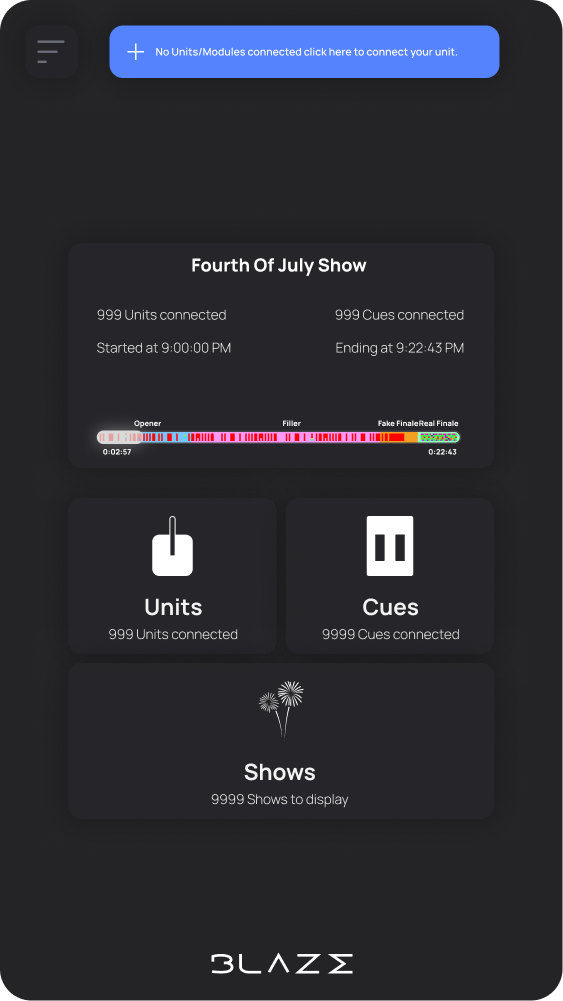 No Units/Modules connected click here to connect your unit.
Fourth Of July Show
999 Units connected
999 Cues connected
Started at 9:00:00 PM
Ending at 9:22:43 PM
Opener
Filler
Fake Finale
Real Finale
0:02:57
0:22:43
Units
999 Units connected
Cues
9999 Cues connected
Shows
9999 Shows to display
BLAZE